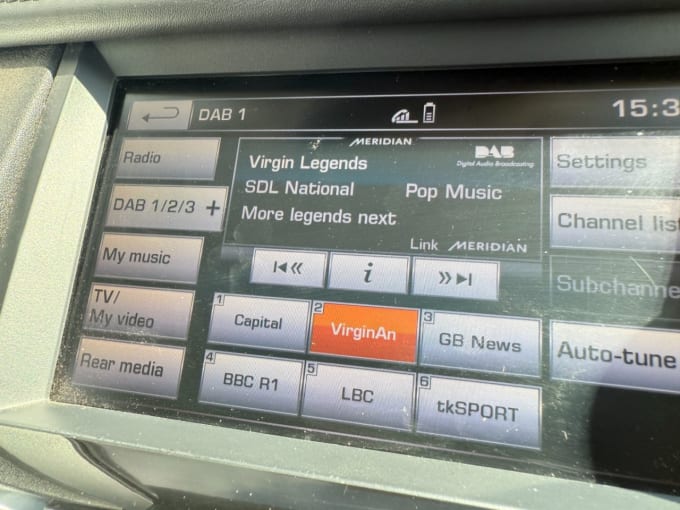 DAB 1
15:3
Radio
DAB 1/2/3 +
My music
TV/
My video
Rear media
MERIDIAN
Virgin Legends
DAB
Digital Audio Broadcasting
SDL National
Pop Music
More legends next
Link MERIDIAN
i
1 Capital
2 VirginAn
3 GB News
4 BBC R1
5 LBC
6 tkSPORT
Settings
Channel list
Subchanne
Auto-tune